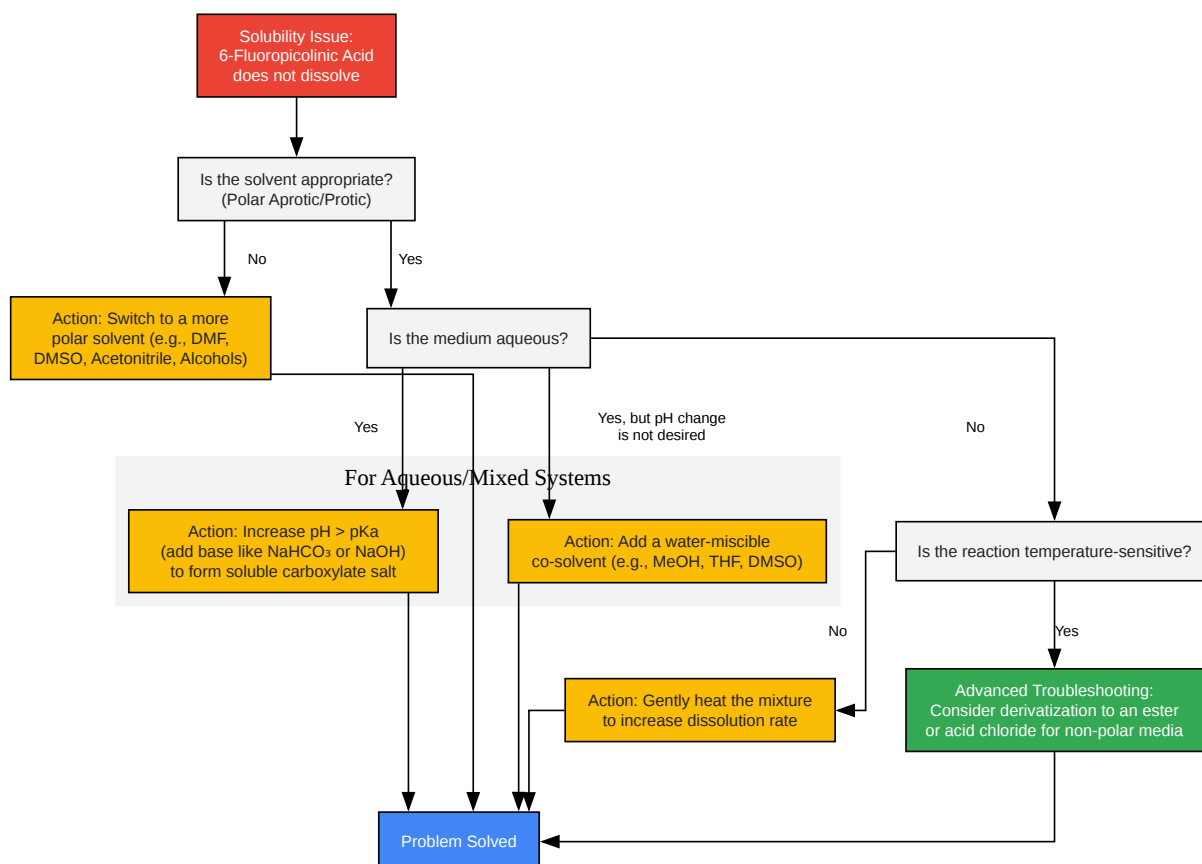 Solubility Issue:
6-Fluoropicolinic Acid
does not dissolve
Is the solvent appropriate?
(Polar Aprotic/Protic)
No
Yes
Action: Switch to a more
polar solvent (e.g., DMF,
DMSO, Acetonitrile, Alcohols)
Is the medium aqueous?
Yes
Yes, but pH change
is not desired
No
For Aqueous/Mixed Systems
Action: Increase pH > pKa
(add base like NaHCO₃ or NaOH)
to form soluble carboxylate salt
Action: Add a water-miscible
co-solvent (e.g., MeOH, THF, DMSO)
Is the reaction temperature-sensitive?
No
Yes
Action: Gently heat the mixture
to increase dissolution rate
Advanced Troubleshooting:
Consider derivatization to an ester
or acid chloride for non-polar media
Problem Solved